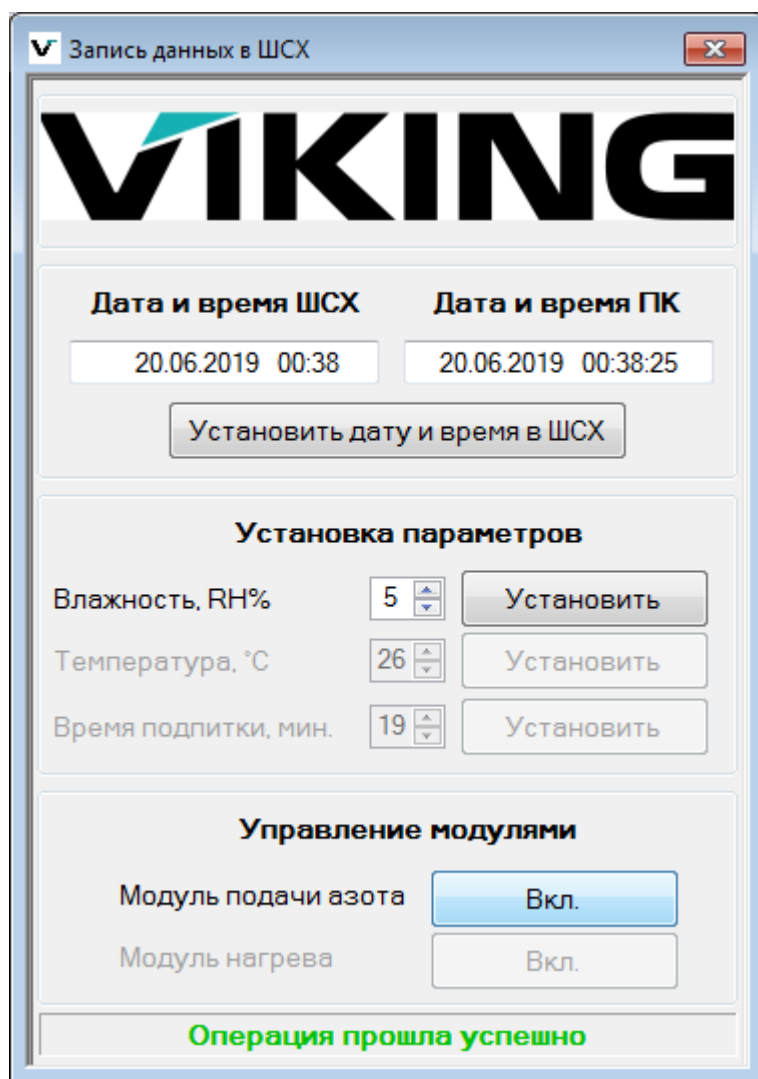 Запись данных в ШСХ
VIKING
Дата и время ШСХ Дата и время ПК
20.06.2019 00:38 20.06.2019 00:38:25
Установить дату и время в ШСХ
Установка параметров
Влажность, RH% 5 Установить
Температура, °C 26 Установить
Время подпитки, мин. 19 Установить
Управление модулями
Модуль подачи азота Вкл.
Модуль нагрева Вкл.
Операция прошла успешно